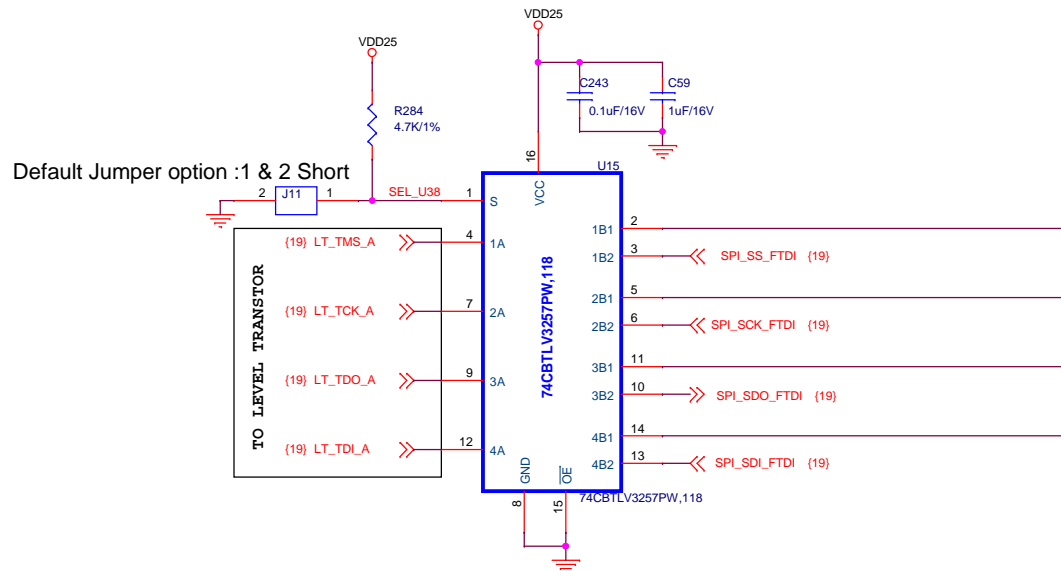 VDD25
VDD25
C243
0.1uF/16V
C59
1uF/16V
R284
4.7K/1%
Default Jumper option :1 & 2 Short
2
J11
1
SEL_U38
1
S
16
VCC
U15
TO LEVEL TRANSTOR
{19} LT_TMS_A
4
1A
{19} LT_TCK_A
7
2A
{19} LT_TDO_A
9
3A
{19} LT_TDI_A
12
4A
74CBTLV3257PW,118
1B1
2
1B2
3
SPI_SS_FTDI {19}
2B1
5
2B2
6
SPI_SCK_FTDI {19}
3B1
11
3B2
10
SPI_SDO_FTDI {19}
4B1
14
4B2
13
SPI_SDI_FTDI {19}
GND
8
OE
15
74CBTLV3257PW,118